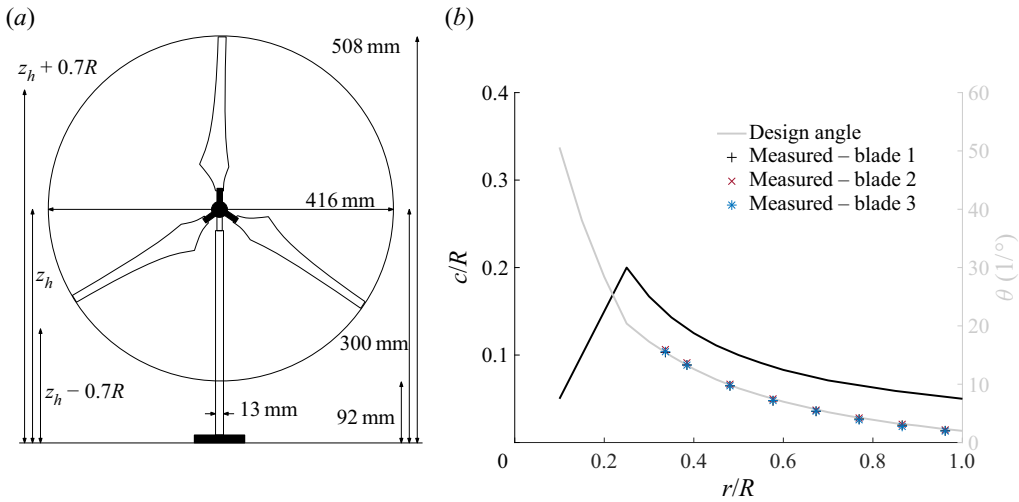 (a)
508 mm
z_h + 0.7R
416 mm
z_h
300 mm
z_h − 0.7R
13 mm
92 mm
(b)
0.4
0.3
0.2
0.1
c/R
60
50
40
30
20
10
0
θ (1/°)
Design angle
Measured – blade 1
Measured – blade 2
Measured – blade 3
0
0.2
0.4
0.6
0.8
1.0
r/R